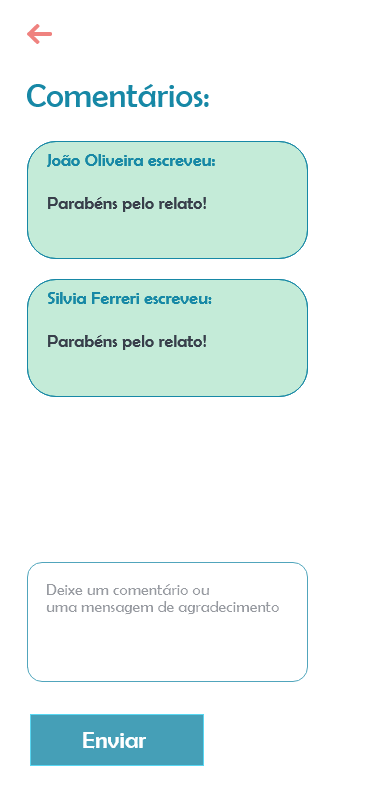 Comentários:
João Oliveira escreveu:
Parabéns pelo relato!
Silvia Ferreri escreveu:
Parabéns pelo relato!
Deixe um comentário ou
uma mensagem de agradecimento
Enviar